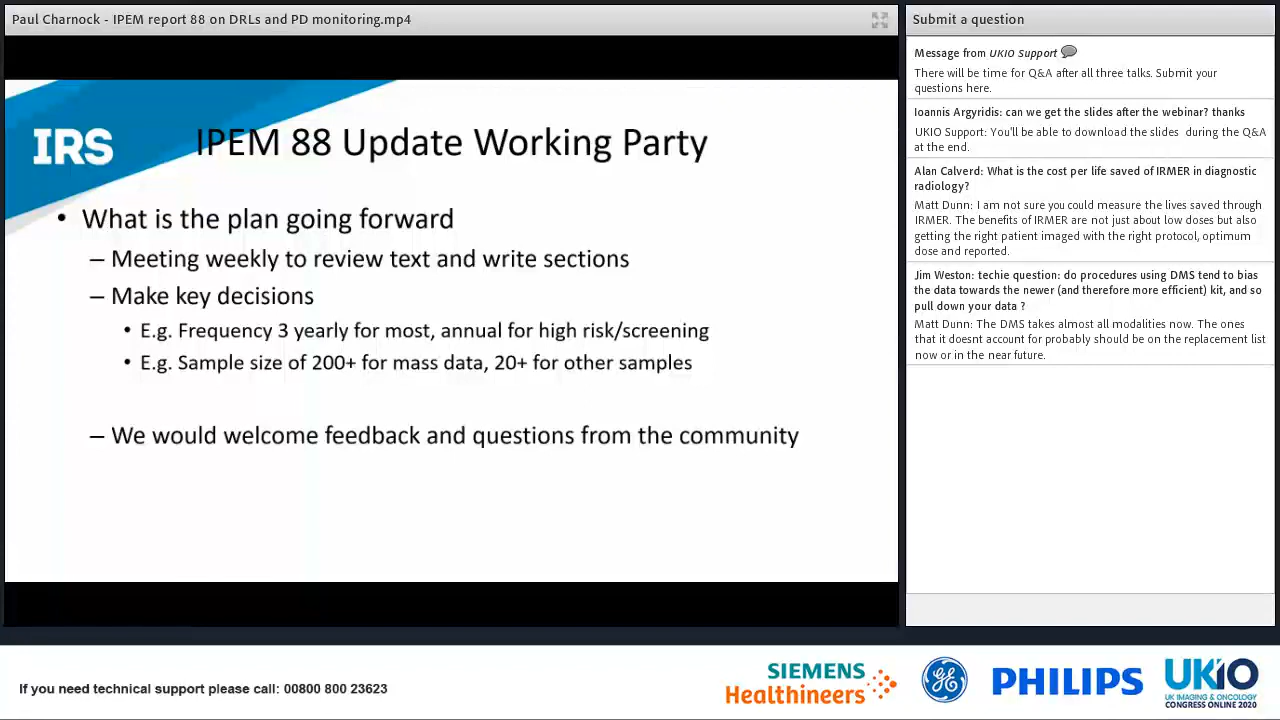 Paul Charnock - IPEM report 88 on DRLs and PD monitoring.mp4
IRS
IPEM 88 Update Working Party
• What is the plan going forward
– Meeting weekly to review text and write sections
– Make key decisions
• E.g. Frequency 3 yearly for most, annual for high risk/screening
• E.g. Sample size of 200+ for mass data, 20+ for other samples
– We would welcome feedback and questions from the community
Submit a question
Message from UKIO Support
There will be time for Q&A after all three talks. Submit your
questions here.
Ioannis Argyridis: can we get the slides after the webinar? thanks
UKIO Support: You'll be able to download the slides during the Q&A
at the end.
Alan Calverd: What is the cost per life saved of IRMER in diagnostic
radiology?
Matt Dunn: I am not sure you could measure the lives saved through
IRMER. The benefits of IRMER are not just about low doses but also
getting the right patient imaged with the right protocol, optimum
dose and reported.
Jim Weston: techie question: do procedures using DMS tend to bias
the data towards the newer (and therefore more efficient) kit, and so
pull down your data ?
Matt Dunn: The DMS takes almost all modalities now. The ones
that it doesnt account for probably should be on the replacement list
now or in the near future.
If you need technical support please call: 00800 800 23623
SIEMENS
Healthineers
GE
PHILIPS
UKIO
UK IMAGING & ONCOLOGY
CONGRESS ONLINE 2020